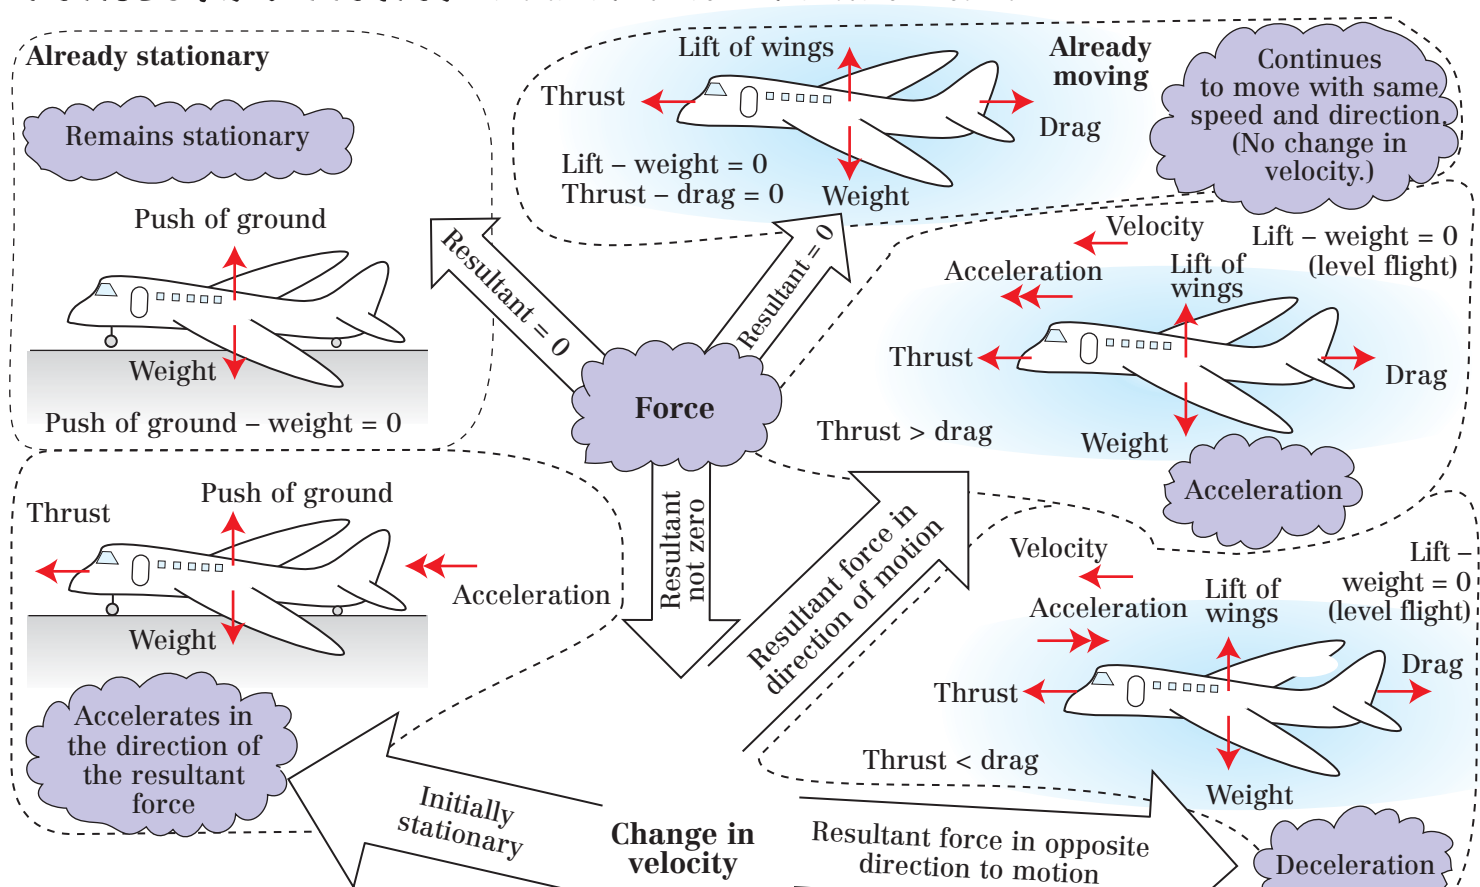 Already stationary
Remains stationary
Push of ground
Weight
Push of ground – weight = 0
Lift of wings
Thrust
Drag
Lift – weight = 0
Thrust – drag = 0
Weight
Already
moving
Continues
to move with same
speed and direction.
(No change in
velocity.)
Resultant = 0
Resultant = 0
Force
Velocity
Acceleration
Lift of
wings
Lift – weight = 0
(level flight)
Thrust
Drag
Weight
Thrust > drag
Acceleration
Thrust
Push of ground
Acceleration
Weight
Accelerates in
the direction of
the resultant
force
Resultant
not zero
Resultant force in
direction of motion
Velocity
Acceleration
Lift of
wings
Lift –
weight = 0
(level flight)
Thrust
Drag
Thrust < drag
Weight
Initially
stationary
Change in
velocity
Resultant force in opposite
direction to motion
Deceleration